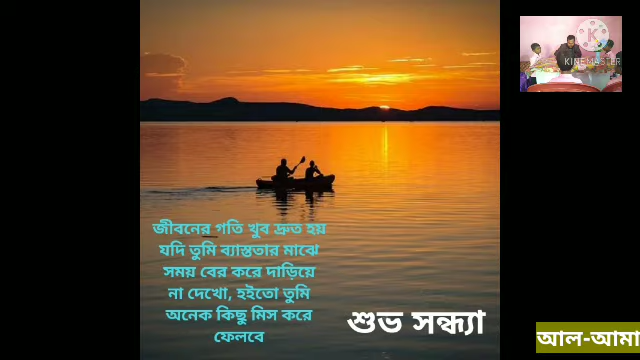 K
KINEMASTER
জীবনের গতি খুব দ্রুত হয়
যদি তুমি ব্যাস্ততার মাঝে
সময় বের করে দাড়িয়ে
না দেখো, হইতো তুমি
অনেক কিছু মিস করে
ফেলবে
শুভ সন্ধ্যা
আল-আমা